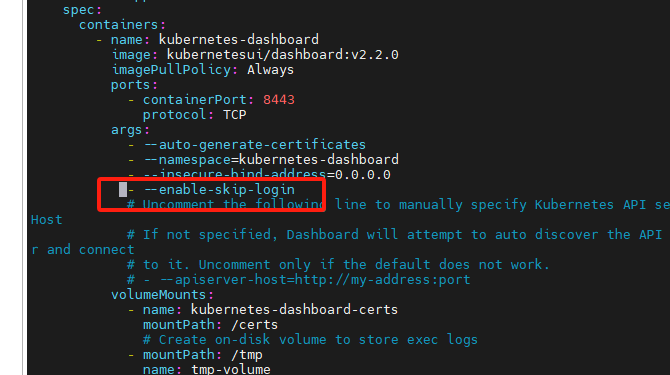 spec:
containers:
- name: kubernetes-dashboard
image: kubernetesui/dashboard:v2.2.0
imagePullPolicy: Always
ports:
- containerPort: 8443
protocol: TCP
args:
- --auto-generate-certificates
- --namespace=kubernetes-dashboard
- --insecure-bind-address=0.0.0.0
- --enable-skip-login
# Uncomment the following line to manually specify Kubernetes API se
Host
# If not specified, Dashboard will attempt to auto discover the API
r and connect
# to it. Uncomment only if the default does not work.
# - --apiserver-host=http://my-address:port
volumeMounts:
- name: kubernetes-dashboard-certs
mountPath: /certs
# Create on-disk volume to store exec logs
- mountPath: /tmp
name: tmp-volume